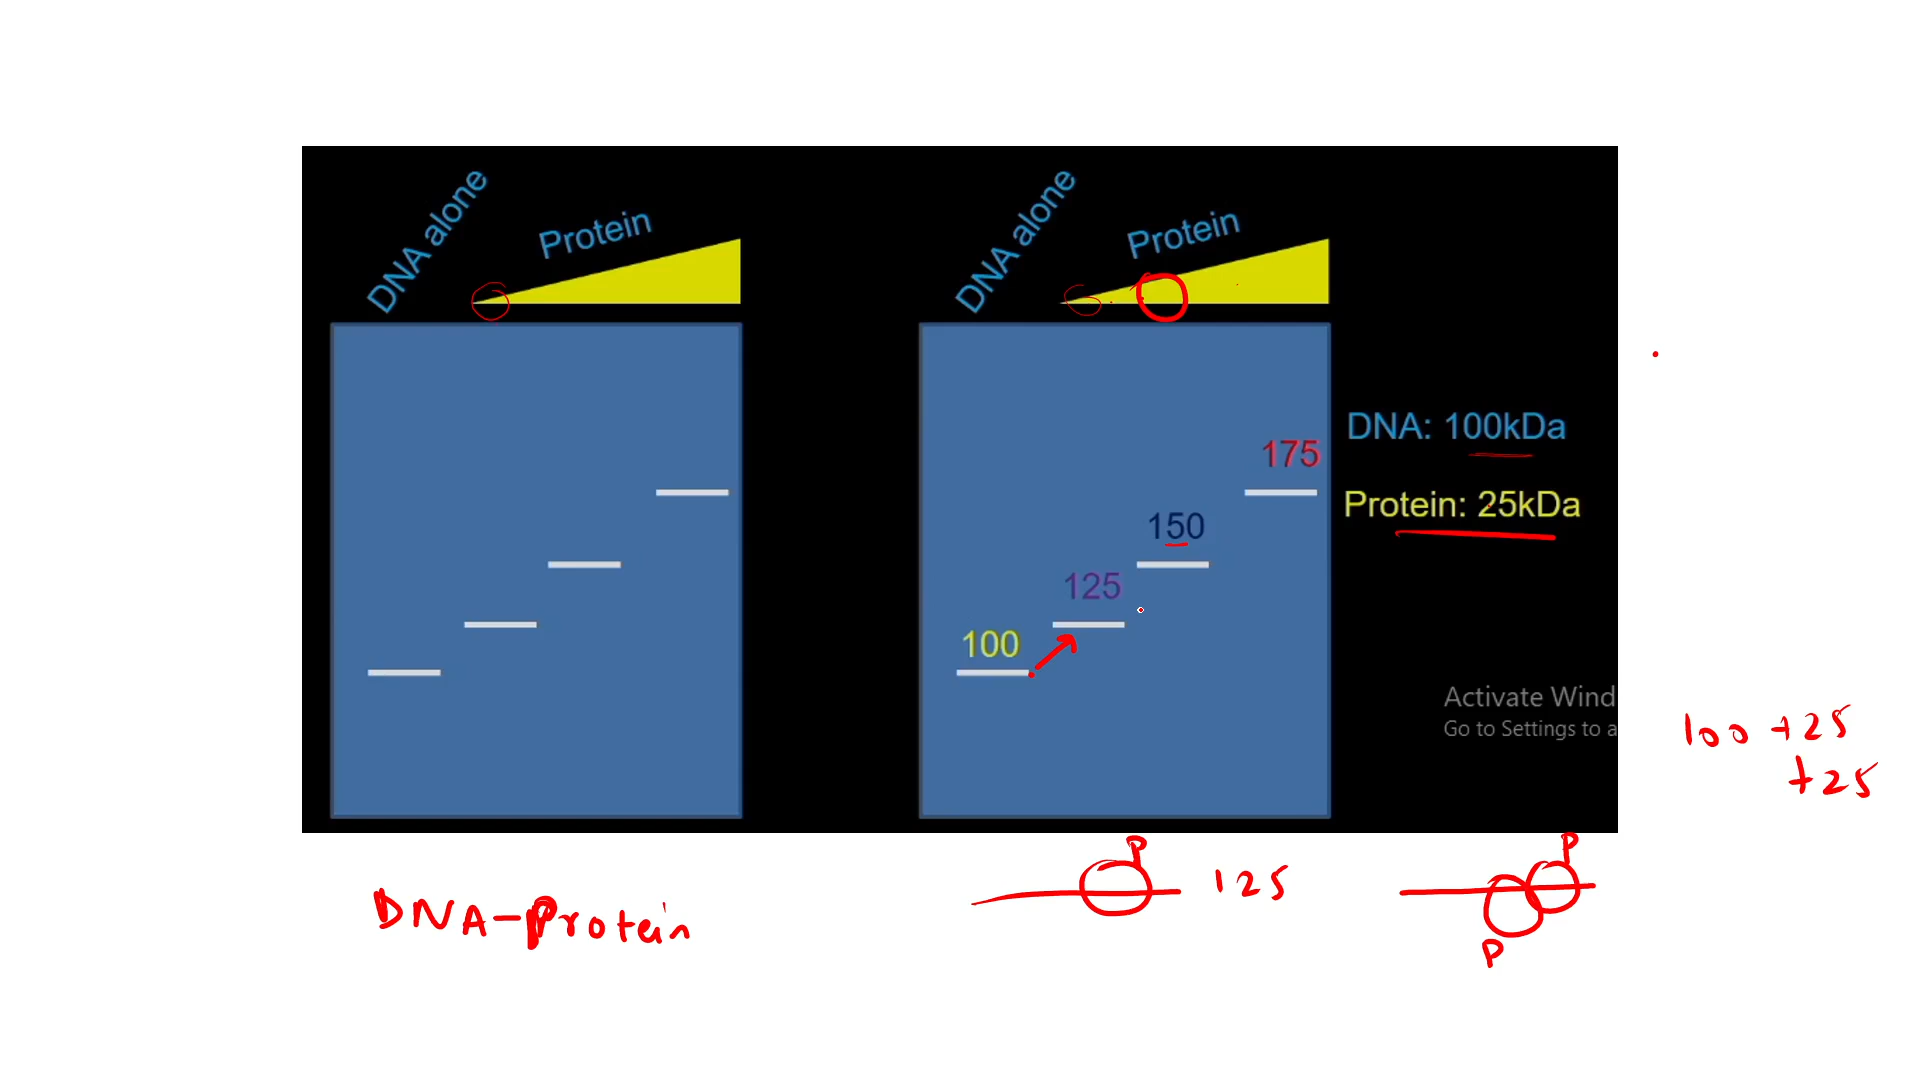 DNA alone
Protein
DNA alone
Protein
DNA: 100kDa
175
Protein: 25kDa
150
125
100
Activate Wind
Go to Settings to a
100 +25
+25
P
P
125
DNA-Protein
P